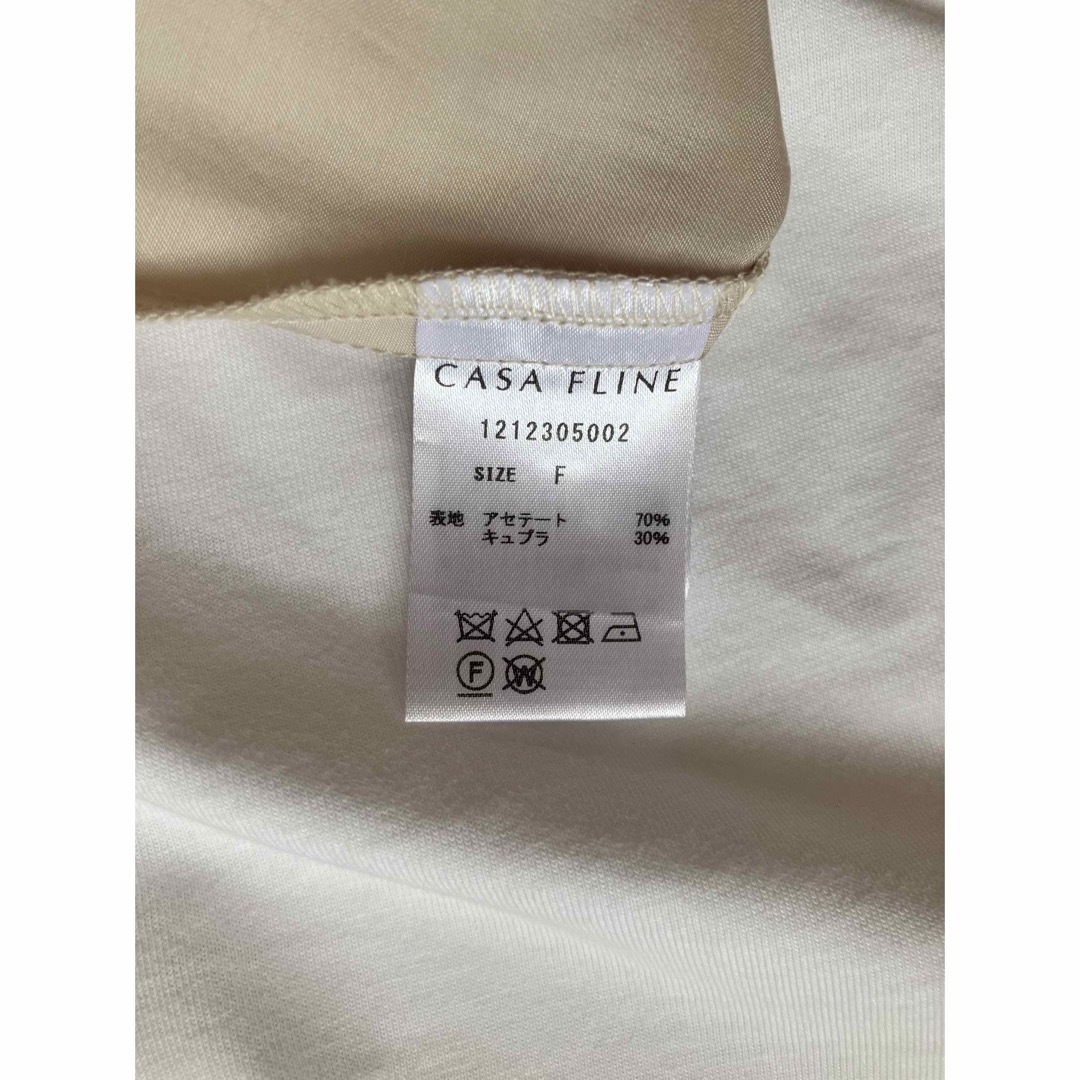 CASA FLINE
1212305002
SIZE F
表地 アセテート 70%
キュプラ 30%
F W